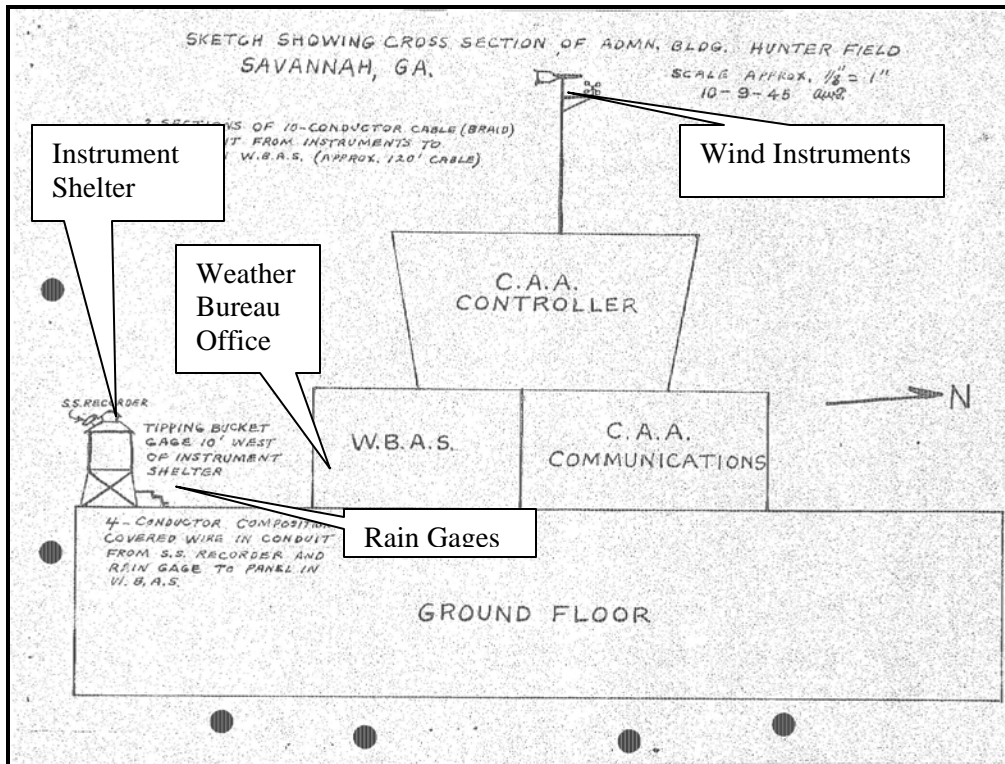 SKETCH SHOWING CROSS SECTION OF ADMN. BLDG. HUNTER FIELD
SAVANNAH, GA.
SCALE APPROX. 1/8" = 1"
10-9-45
SECTIONS OF 10-CONDUCTOR CABLE (BRAID)
FROM INSTRUMENTS TO
W.B.A.S. (APPROX. 120' CABLE)
Instrument
Shelter
Wind Instruments
Weather
Bureau
Office
C.A.A.
CONTROLLER
N
S.S. RECORDER
TIPPING BUCKET
GAGE 10' WEST
OF INSTRUMENT
SHELTER
W.B.A.S.
C.A.A.
COMMUNICATIONS
Rain Gages
4-CONDUCTOR
COVERED WIRE IN CONDUIT
FROM S.S. RECORDER AND
RAIN GAGE TO PANEL IN
W.B.A.S.
GROUND FLOOR